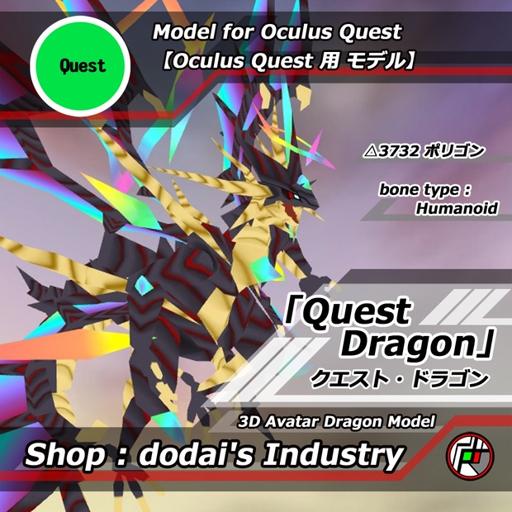 Quest
Model for Oculus Quest
【Oculus Quest 用 モデル】
△3732 ポリゴン
bone type :
Humanoid
「Quest
Dragon」
クエスト・ドラゴン
3D Avatar Dragon Model
Shop : dodai's Industry